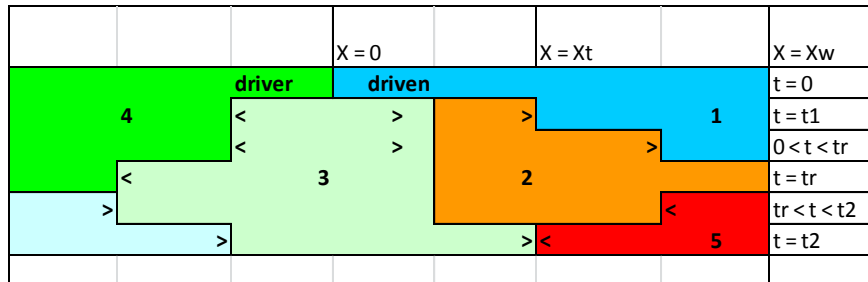 X = 0 X = Xt X = Xw
driver driven t = 0
4 < > > 1 t = t1
< > > 0 < t < tr
< 3 2 t = tr
> < tr < t < t2
> > < 5 t = t2